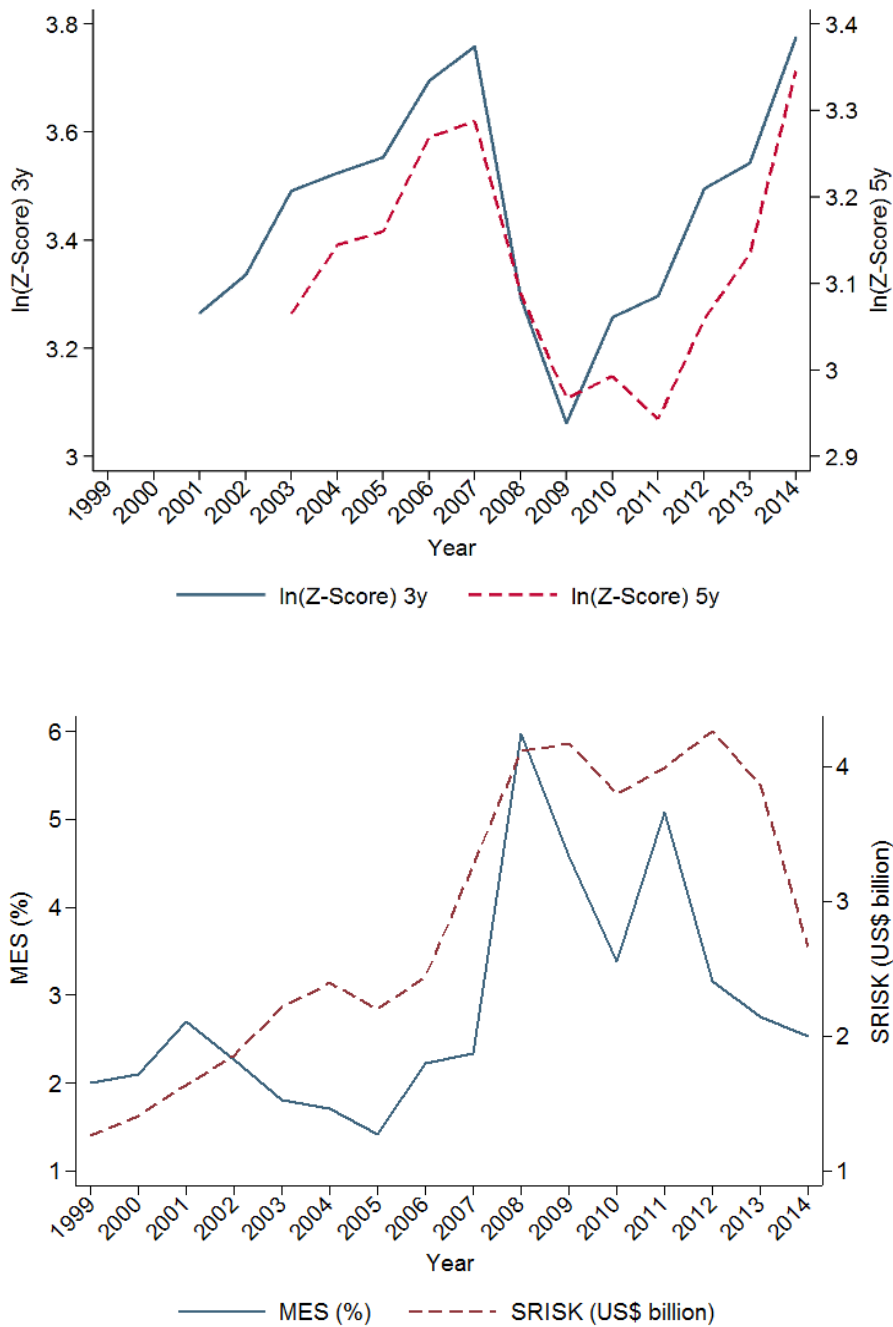 ln(Z-Score) 3y
3.8
3.6
3.4
3.2
3
3.4
3.3
3.2
3.1
3
2.9
ln(Z-Score) 5y
1999 2000 2001 2002 2003 2004 2005 2006 2007 2008 2009 2010 2011 2012 2013 2014
Year
ln(Z-Score) 3y ln(Z-Score) 5y
MES (%)
6
5
4
3
2
1
4
3
2
1
SRISK (US$ billion)
1999 2000 2001 2002 2003 2004 2005 2006 2007 2008 2009 2010 2011 2012 2013 2014
Year
MES (%) SRISK (US$ billion)